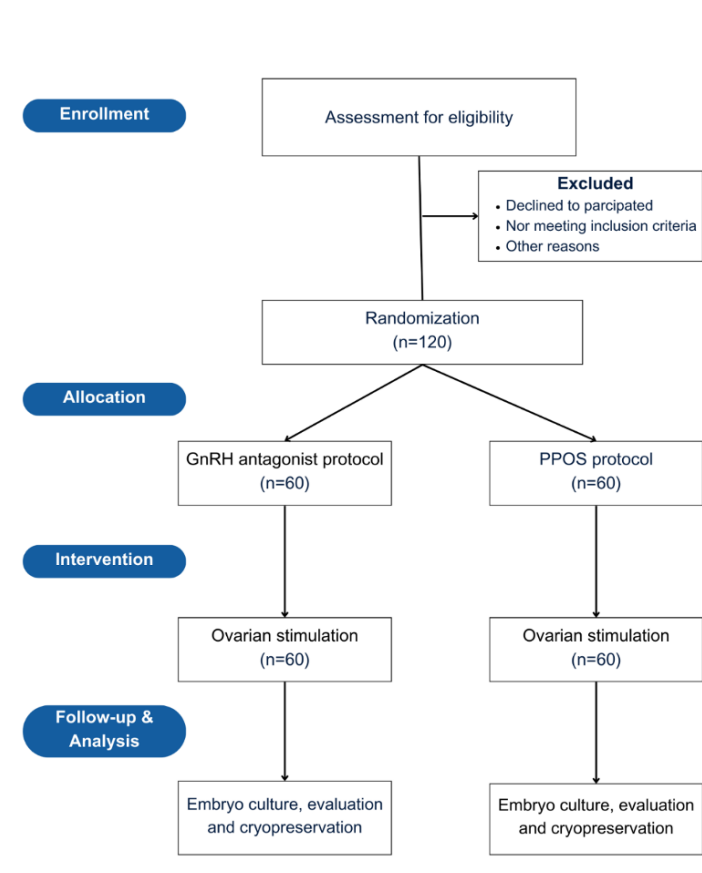 Enrollment
Assessment for eligibility
Excluded
• Declined to parcipated
• Nor meeting inclusion criteria
• Other reasons
Randomization
(n=120)
Allocation
GnRH antagonist protocol
(n=60)
PPOS protocol
(n=60)
Intervention
Ovarian stimulation
(n=60)
Ovarian stimulation
(n=60)
Follow-up &
Analysis
Embryo culture, evaluation
and cryopreservation
Embryo culture, evaluation
and cryopreservation